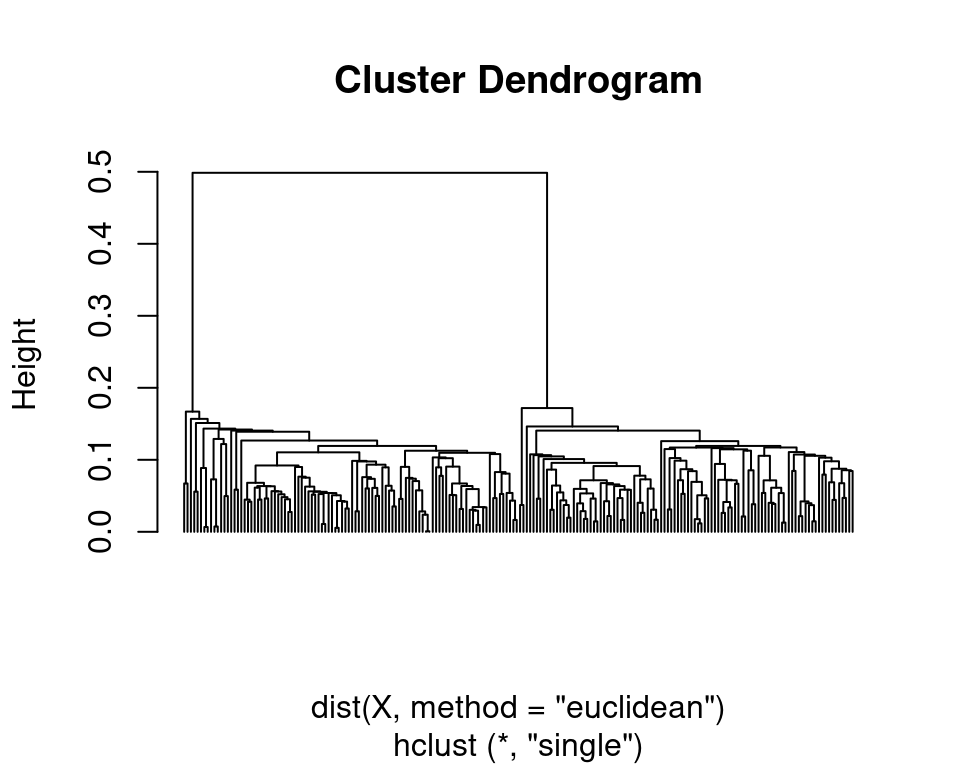 Cluster Dendrogram
Height
0.5
0.4
0.3
0.2
0.1
0.0
dist(X, method = "euclidean")
hclust (*, "single")